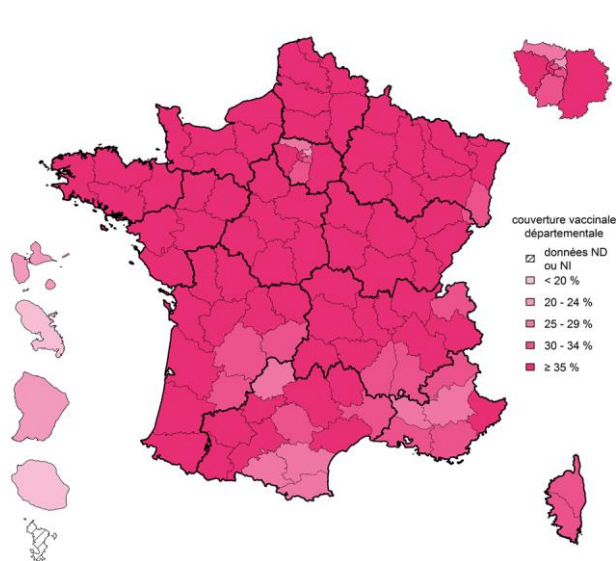 couverture vaccinale
départementale
données ND
ou NI
< 20 %
20 - 24 %
25 - 29 %
30 - 34 %
≥ 35 %